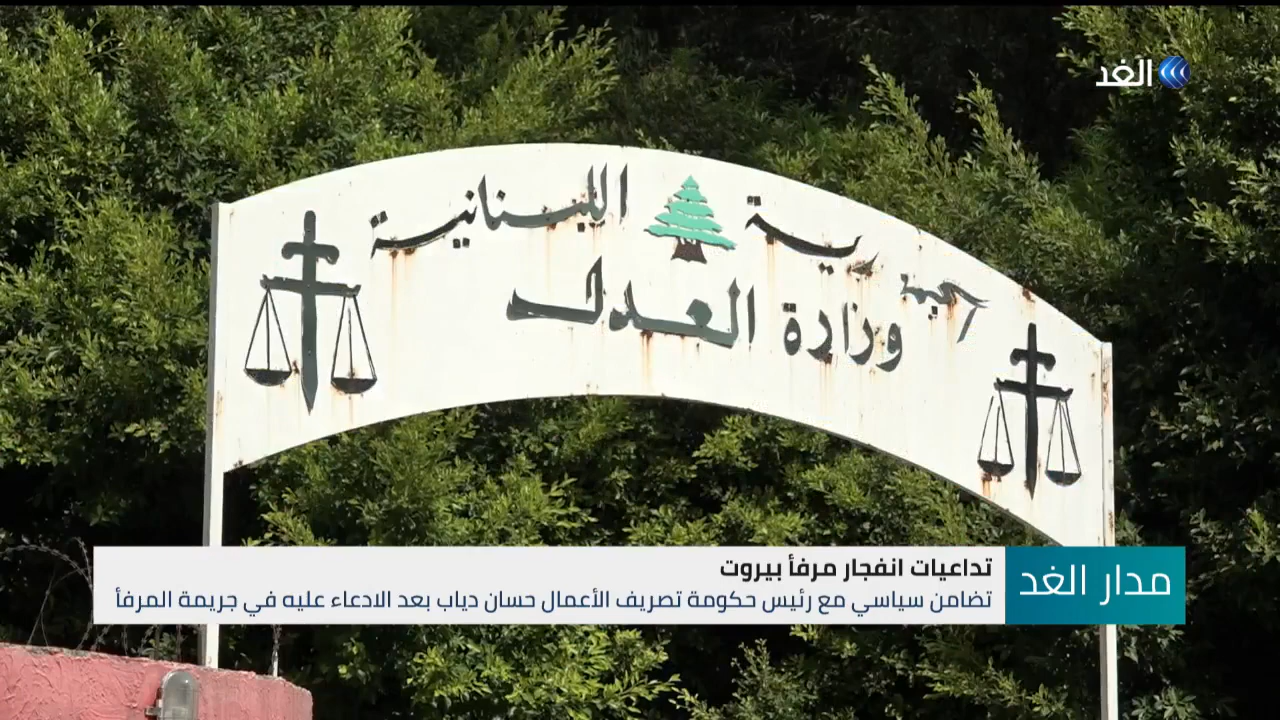 الغد
الجمهورية اللبنانية
وزارة العدل
مدار الغد
تداعيات انفجار مرفأ بيروت
تضامن سياسي مع رئيس حكومة تصريف الأعمال حسان دياب بعد الادعاء عليه في جريمة المرفأ